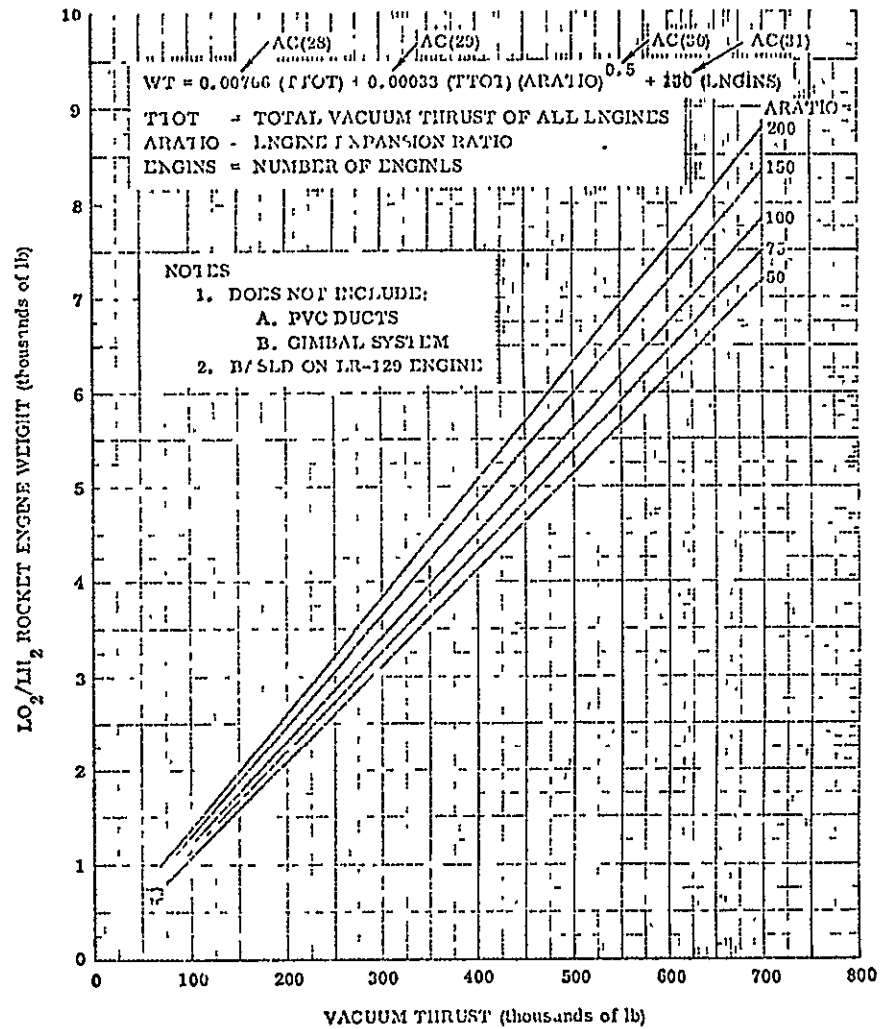 10
AC(28) AC(29) AC(30) AC(31)
WT = 0.00766 (TTOT) + 0.00033 (TTOT) (ARATIO)^0.5 + 130 (ENGINS)
TTOT = TOTAL VACUUM THRUST OF ALL ENGINES
ARATIO - ENGINE EXPANSION RATIO
ENGINS = NUMBER OF ENGINES
ARATIO
200
150
100
75
50
NOTES
1. DOES NOT INCLUDE:
A. PVC DUCTS
B. GIMBAL SYSTEM
2. BASED ON LR-129 ENGINE
LO2/LH2 ROCKET ENGINE WEIGHT (thousands of lb)
9
8
7
6
5
4
3
2
1
0
0 100 200 300 400 500 600 700 800
VACUUM THRUST (thousands of lb)